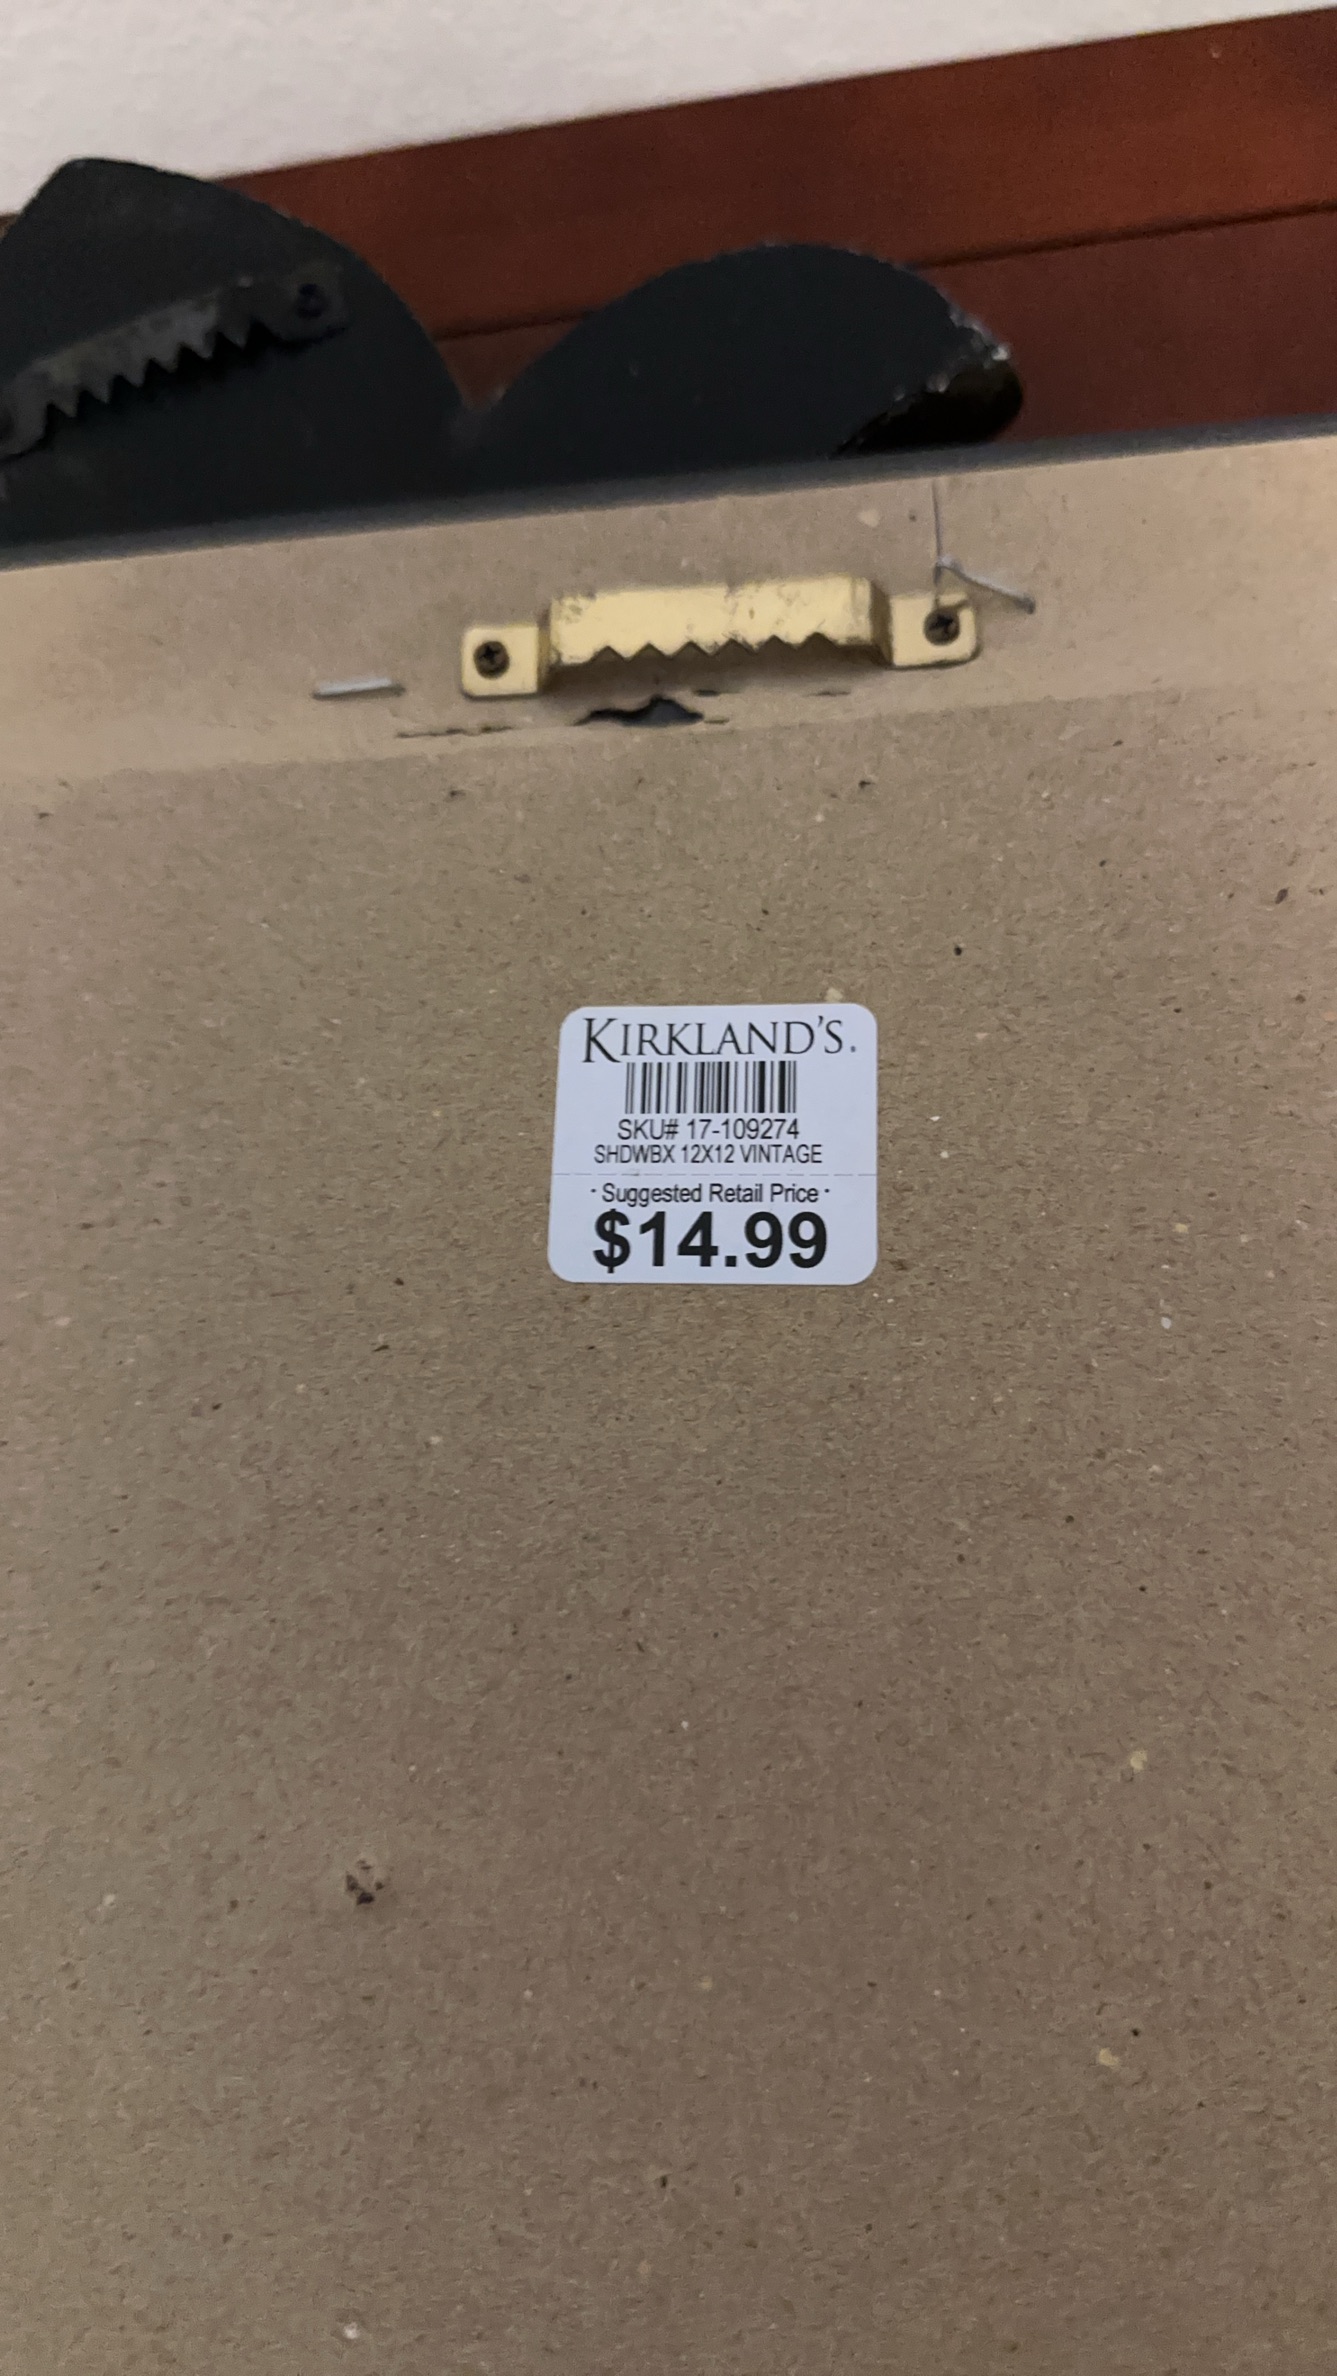 KIRKLAND'S.
SKU# 17-109274
SHDWBX 12X12 VINTAGE
· Suggested Retail Price ·
$14.99